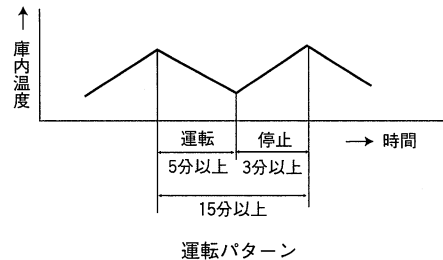 庫内温度
運転
停止
時間
5分以上
3分以上
15分以上
運転パターン